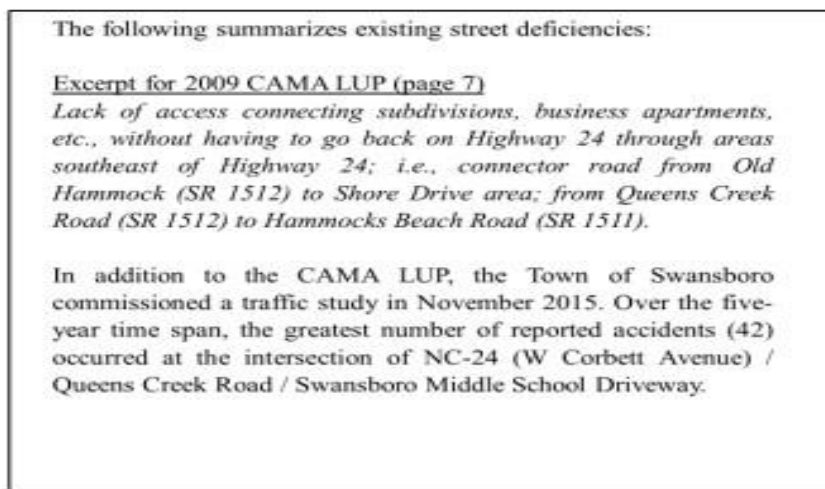 The following summarizes existing street deficiencies:
Excerpt for 2009 CAMA LUP (page 7)
Lack of access connecting subdivisions, business apartments,
etc., without having to go back on Highway 24 through areas
southeast of Highway 24; i.e., connector road from Old
Hammock (SR 1512) to Shore Drive area; from Queens Creek
Road (SR 1512) to Hammocks Beach Road (SR 1511).
In addition to the CAMA LUP, the Town of Swansboro
commissioned a traffic study in November 2015. Over the five-
year time span, the greatest number of reported accidents (42)
occurred at the intersection of NC-24 (W Corbett Avenue) /
Queens Creek Road / Swansboro Middle School Driveway.